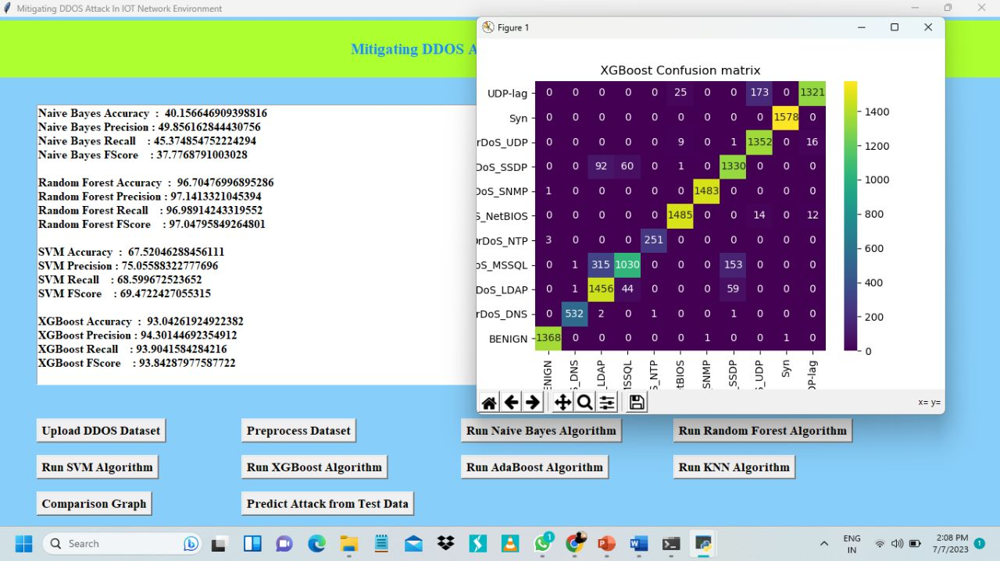 Mitigating DDOS Attack In IOT Network Environment
Mitigating DDOS A
Naive Bayes Accuracy : 40.156646909398816
Naive Bayes Precision : 49.856162844430756
Naive Bayes Recall : 45.374854752224294
Naive Bayes FScore : 37.7768791003028
Random Forest Accuracy : 96.70476996895286
Random Forest Precision : 97.1413321045394
Random Forest Recall : 96.98914243319552
Random Forest FScore : 97.04795849264801
SVM Accuracy : 67.52046288456111
SVM Precision : 75.05588322777696
SVM Recall : 68.599672523652
SVM FScore : 69.4722427055315
XGBoost Accuracy : 93.04261924922382
XGBoost Precision : 94.30144692354912
XGBoost Recall : 93.9041584284216
XGBoost FScore : 93.84287977587722
Figure 1
XGBoost Confusion matrix
UDP-lag 0 0 0 0 0 25 0 0 173 0 1321
Syn 0 0 0 0 0 0 0 0 0 1578 0
rDoS_UDP 0 0 0 0 0 9 0 1 1352 0 16
DoS_SSDP 0 0 92 60 0 1 0 1330 0 0 0
oS_SNMP 1 0 0 0 0 0 1483 0 0 0 0
S_NetBIOS 0 0 0 0 0 1485 0 0 14 0 12
rDoS_NTP 3 0 0 0 251 0 0 0 0 0 0
oS_MSSQL 0 1 315 1030 0 0 0 153 0 0 0
DoS_LDAP 0 1 1456 44 0 0 0 59 0 0 0
rDoS_DNS 0 532 2 0 1 0 0 1 0 0 0
BENIGN 1368 0 0 0 0 0 1 0 0 1 0
ENIGN S_DNS LDAP MSSQL S_NTP tBIOS SNMP SSDP S_UDP Syn DP-lag
1400
1200
1000
800
600
400
200
0
x= y=
Upload DDOS Dataset
Preprocess Dataset
Run Naive Bayes Algorithm
Run Random Forest Algorithm
Run SVM Algorithm
Run XGBoost Algorithm
Run AdaBoost Algorithm
Run KNN Algorithm
Comparison Graph
Predict Attack from Test Data
Search
1
ENG
IN
2:08 PM
7/7/2023
1